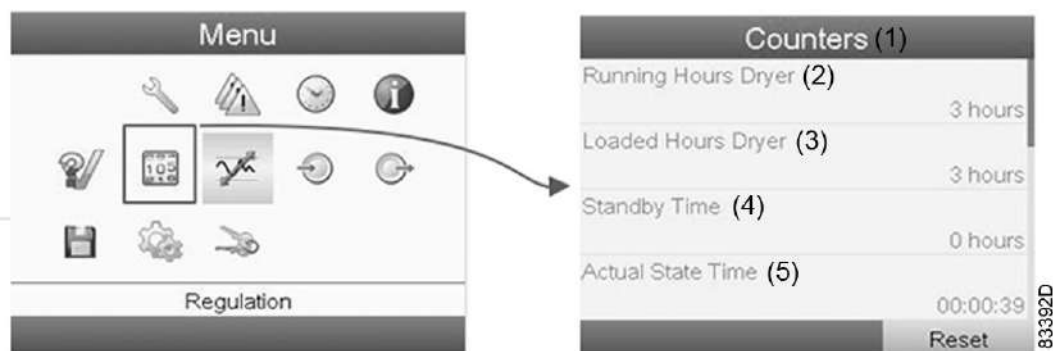 Menu
Regulation
Counters (1)
Running Hours Dryer (2)
3 hours
Loaded Hours Dryer (3)
3 hours
Standby Time (4)
0 hours
Actual State Time (5)
00:00:39
Reset
83392D